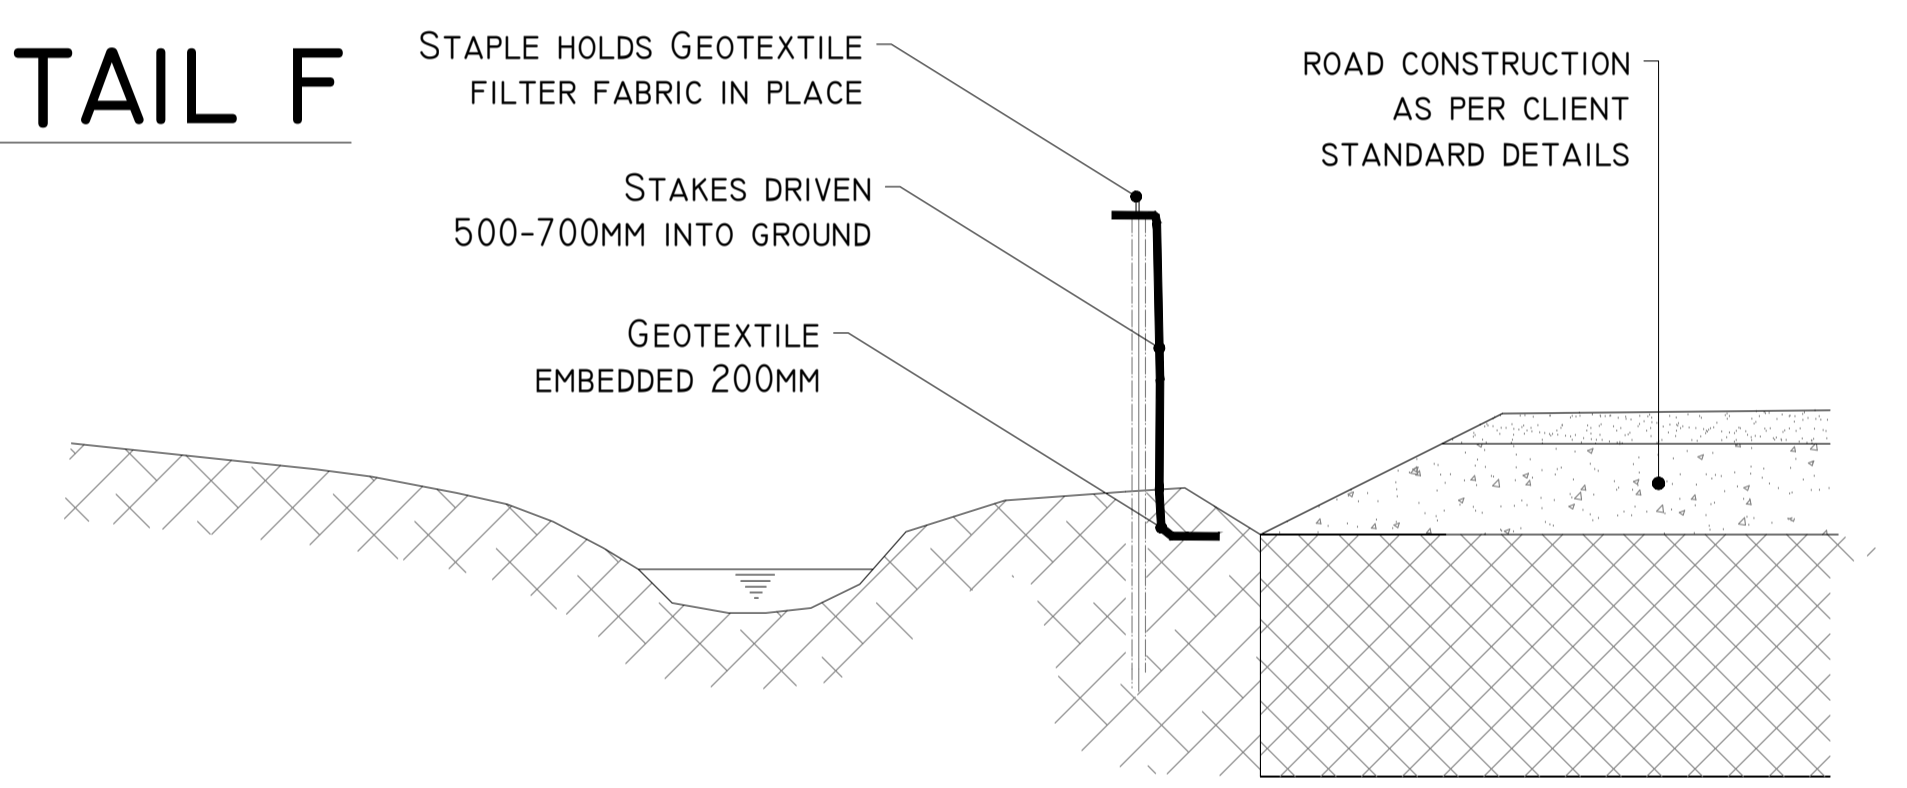 TAIL F
STAPLE HOLDS GEOTEXTILE
FILTER FABRIC IN PLACE
STAKES DRIVEN
500-700MM INTO GROUND
GEOTEXTILE
EMBEDDED 200MM
ROAD CONSTRUCTION
AS PER CLIENT
STANDARD DETAILS